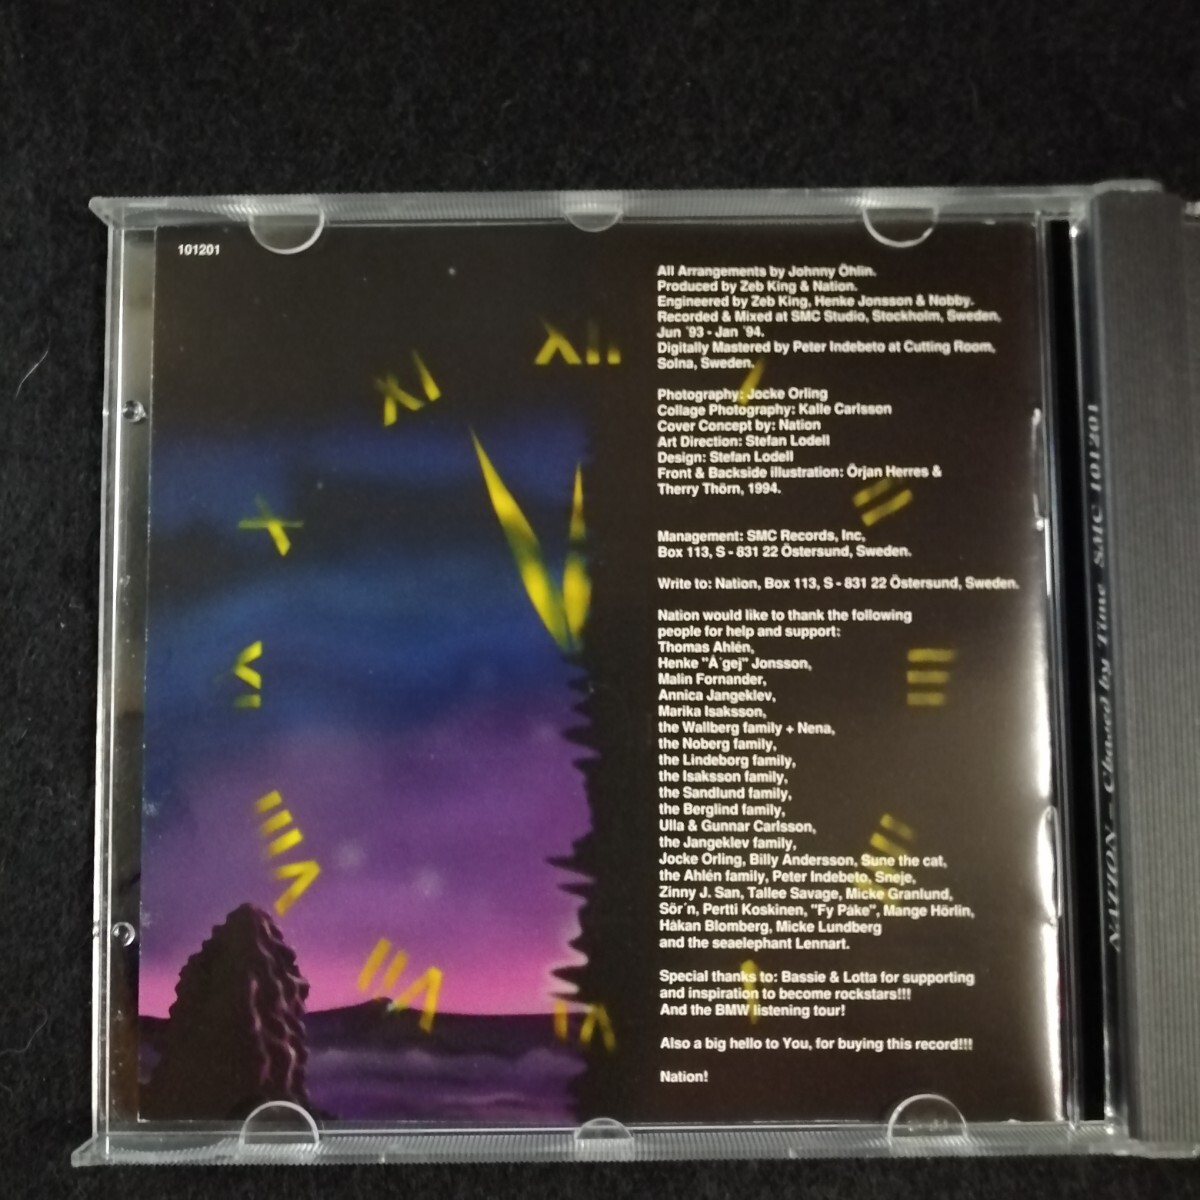 101201
XII
XI
X
IX
VIII
VII
VI
V
IIII
III
II
I
All Arrangements by Johnny Öhlin.
Produced by Zeb King & Nation.
Engineered by Zeb King, Henke Jonsson & Nobby.
Recorded & Mixed at SMC Studio, Stockholm, Sweden,
Jun ´93 - Jan ´94.
Digitally Mastered by Peter Indebeto at Cutting Room,
Solna, Sweden.
Photography: Jocke Orling
Collage Photography: Kalle Carlsson
Cover Concept by: Nation
Art Direction: Stefan Lodell
Design: Stefan Lodell
Front & Backside illustration: Örjan Herres &
Therry Thörn, 1994.
Management: SMC Records, Inc,
Box 113, S - 831 22 Östersund, Sweden.
Write to: Nation, Box 113, S - 831 22 Östersund, Sweden.
Nation would like to thank the following
people for help and support:
Thomas Ahlén,
Henke "Å´gej" Jonsson,
Malin Fornander,
Annica Jangeklev,
Marika Isaksson,
the Wallberg family + Nena,
the Noberg family,
the Lindeborg family,
the Isaksson family,
the Sandlund family,
the Berglind family,
Ulla & Gunnar Carlsson,
the Jangeklev family,
Jocke Orling, Billy Andersson, Sune the cat,
the Ahlén family, Peter Indebeto, Sneje,
Zinny J. San, Tallee Savage, Micke Granlund,
Sör´n, Pertti Koskinen, "Fy Påke", Mange Hörlin,
Håkan Blomberg, Micke Lundberg
and the seaelephant Lennart.
Special thanks to: Bassie & Lotta for supporting
and inspiration to become rockstars!!!
And the BMW listening tour!
Also a big hello to You, for buying this record!!!
Nation!
NATION - Chased by Time SMC 101201